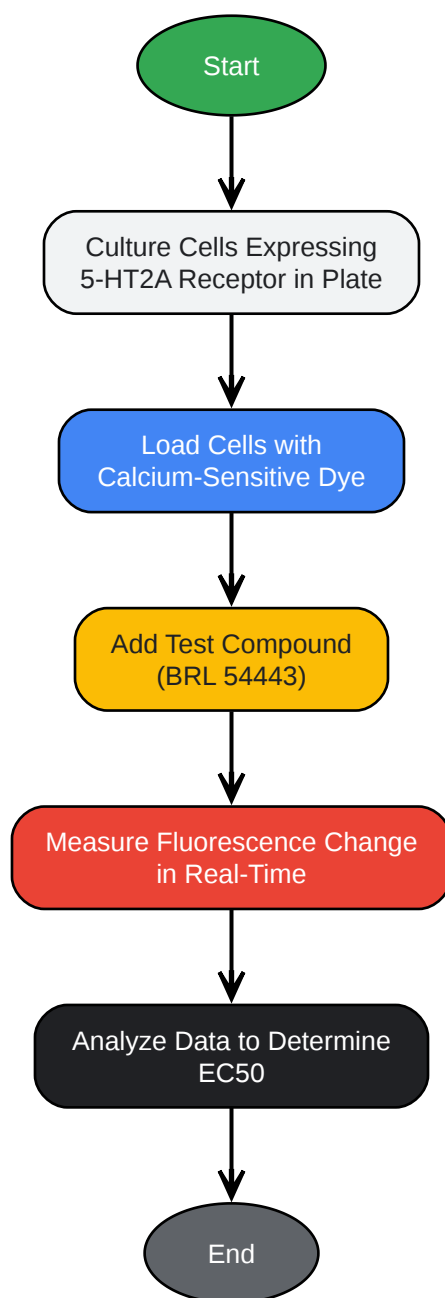 Start
Culture Cells Expressing
5-HT2A Receptor in Plate
Load Cells with
Calcium-Sensitive Dye
Add Test Compound
(BRL 54443)
Measure Fluorescence Change
in Real-Time
Analyze Data to Determine
EC50
End